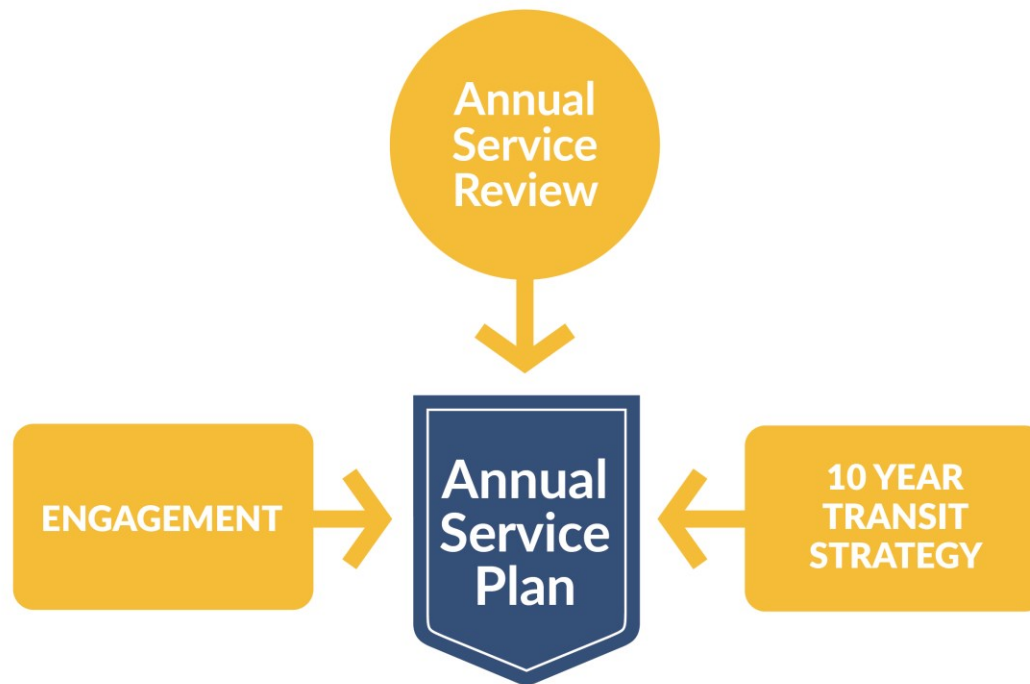 Annual
Service
Review
ENGAGEMENT
Annual
Service
Plan
10 YEAR
TRANSIT
STRATEGY